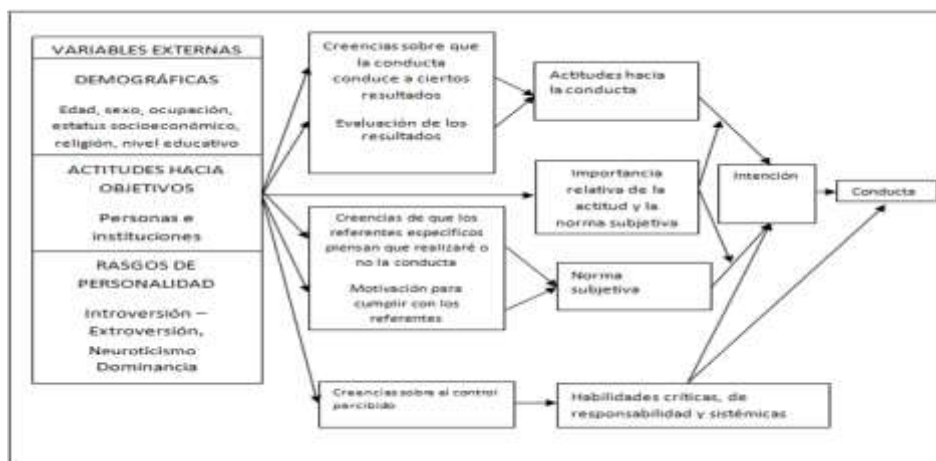 VARIABLES EXTERNAS
DEMOGRÁFICAS
Edad, sexo, ocupación,
estatus socioeconómico,
religión, nivel educativo
ACTITUDES HACIA
OBJETIVOS
Personas e
instituciones
RASGOS DE
PERSONALIDAD
Introversión –
Extroversión,
Neuroticismo
Dominancia
Creencias sobre que
la conducta
conduce a ciertos
resultados
Evaluación de los
resultados
Actitudes hacia
la conducta
Importancia
relativa de la
actitud y la
norma subjetiva
Intención
Conducta
Creencias de que los
referentes específicos
piensan que realizaré o
no la conducta
Motivación para
cumplir con los
referentes
Norma
subjetiva
Creencias sobre el control
percibido
Habilidades críticas, de
responsabilidad y sistémicas